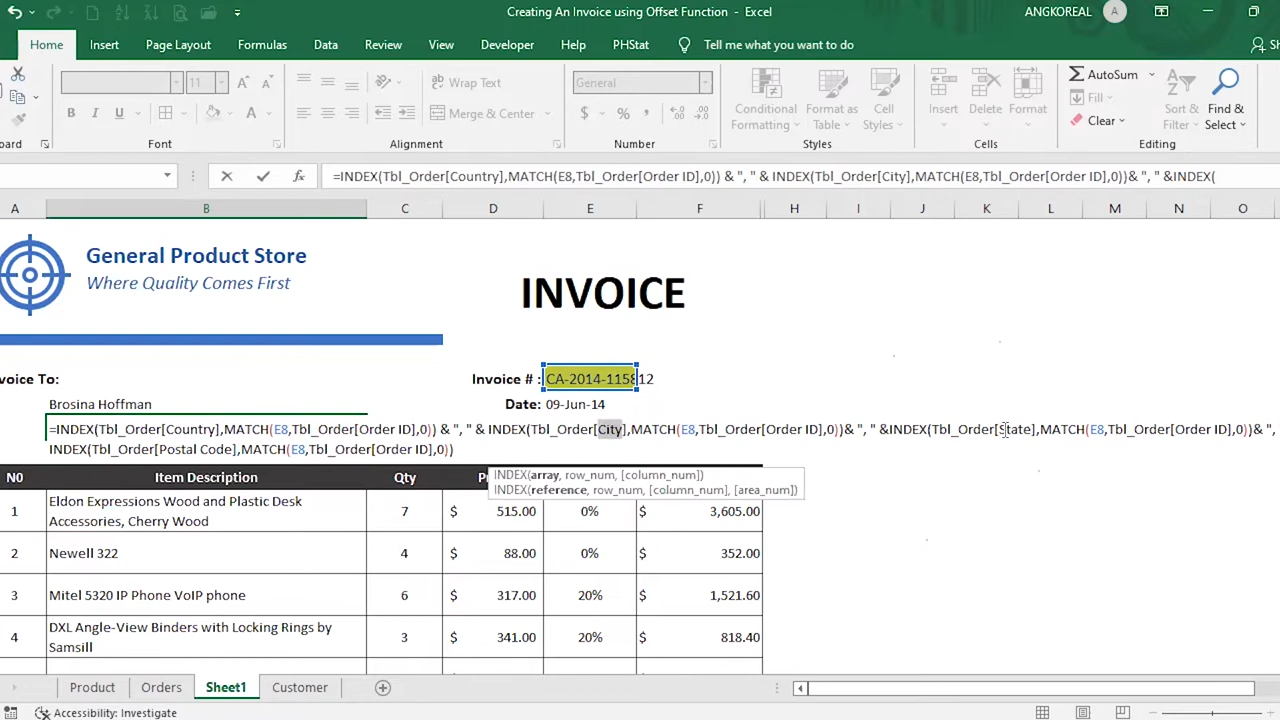 Creating An Invoice using Offset Function - Excel
ANGKOREAL A
Home Insert Page Layout Formulas Data Review View Developer Help PHStat Tell me what you want to do
11 A A Wrap Text General AutoSum
Fill
B I U A Merge & Center $ % Conditional Formatting Format as Table Cell Styles Insert Delete Format Clear Sort & Filter Find & Select
Font Alignment Number Styles Cells Editing
fx =INDEX(Tbl_Order[Country],MATCH(E8,Tbl_Order[Order ID],0)) & ", " & INDEX(Tbl_Order[City],MATCH(E8,Tbl_Order[Order ID],0))& ", " &INDEX(
A B C D E F H I J K L M N O
General Product Store
Where Quality Comes First
INVOICE
voice To: Invoice # : CA-2014-115812
Brosina Hoffman Date: 09-Jun-14
=INDEX(Tbl_Order[Country],MATCH(E8,Tbl_Order[Order ID],0)) & ", " & INDEX(Tbl_Order[City],MATCH(E8,Tbl_Order[Order ID],0))& ", " &INDEX(Tbl_Order[State],MATCH(E8,Tbl_Order[Order ID],0))& ",
INDEX(Tbl_Order[Postal Code],MATCH(E8,Tbl_Order[Order ID],0))
INDEX(array, row_num, [column_num])
INDEX(reference, row_num, [column_num], [area_num])
N0 Item Description Qty
1 Eldon Expressions Wood and Plastic Desk Accessories, Cherry Wood 7 $ 515.00 0% $ 3,605.00
2 Newell 322 4 $ 88.00 0% $ 352.00
3 Mitel 5320 IP Phone VoIP phone 6 $ 317.00 20% $ 1,521.60
4 DXL Angle-View Binders with Locking Rings by Samsill 3 $ 341.00 20% $ 818.40
Product Orders Sheet1 Customer
Accessibility: Investigate